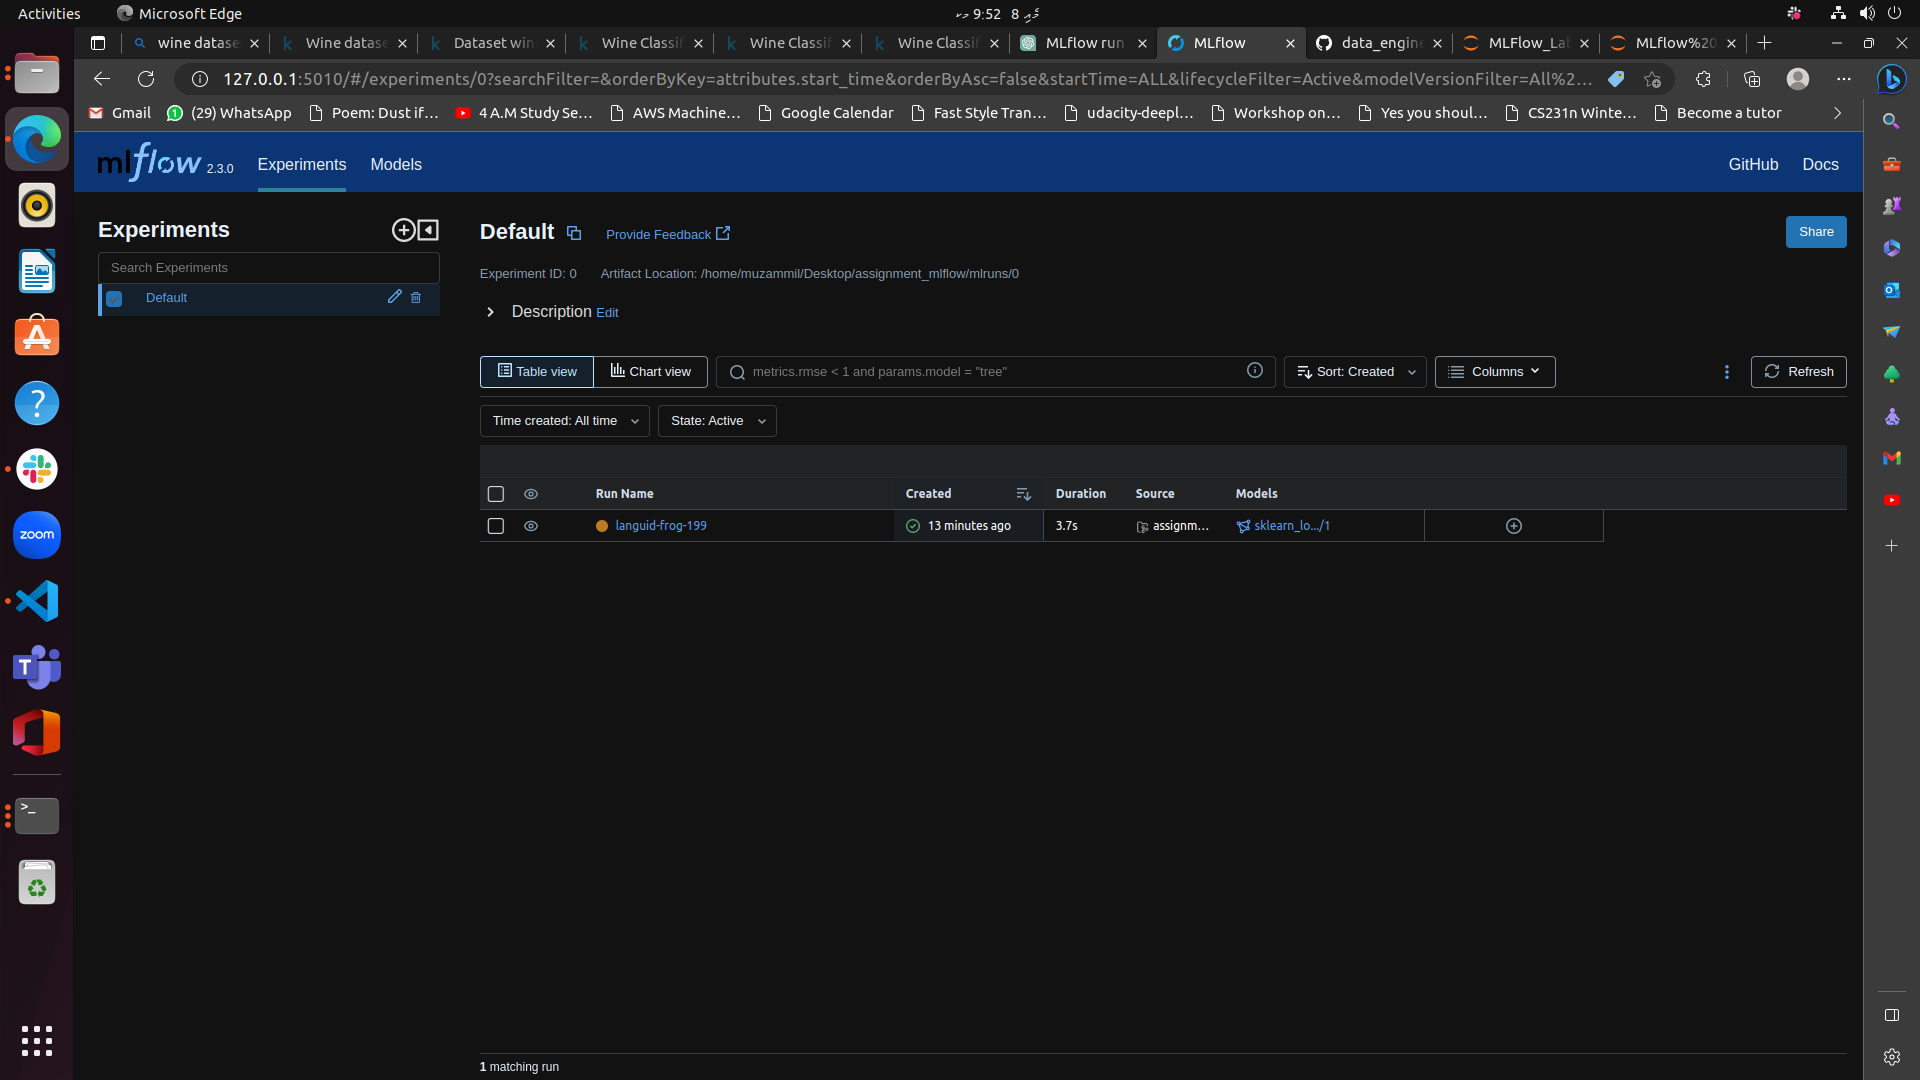 Activities
Microsoft Edge
9:52
8
wine datase
Wine datase
Dataset win
Wine Classif
Wine Classif
Wine Classif
MLflow run
MLflow
data_engine
MLFlow_La
MLflow%20
127.0.0.1:5010/#/experiments/0?searchFilter=&orderByKey=attributes.start_time&orderByAsc=false&startTime=ALL&lifecycleFilter=Active&modelVersionFilter=All%2...
Gmail
(29) WhatsApp
Poem: Dust if...
4 A.M Study Se...
AWS Machine...
Google Calendar
Fast Style Tran...
udacity-deepl...
Workshop on...
Yes you shoul...
CS231n Winte...
Become a tutor
mlflow 2.3.0
Experiments
Models
GitHub
Docs
Experiments
Search Experiments
Default
Default
Provide Feedback
Share
Experiment ID: 0
Artifact Location: /home/muzammil/Desktop/assignment_mlflow/mlruns/0
Description Edit
Table view
Chart view
metrics.rmse < 1 and params.model = "tree"
Sort: Created
Columns
Refresh
Time created: All time
State: Active
Run Name
Created
Duration
Source
Models
languid-frog-199
13 minutes ago
3.7s
assignm...
sklearn_lo.../1
zoom
1 matching run